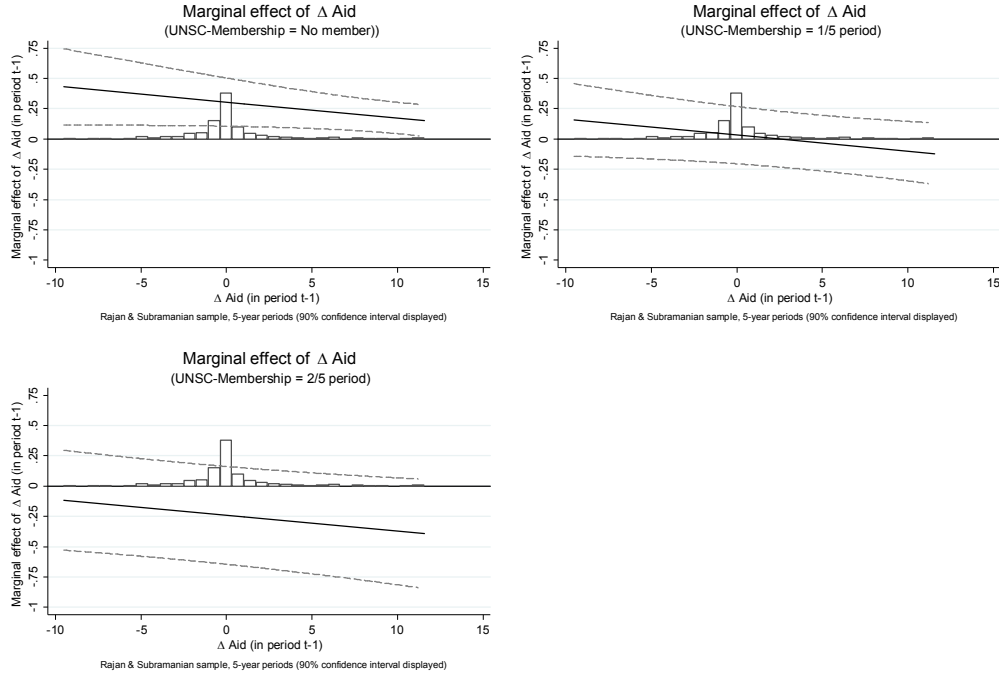 Marginal effect of Δ Aid
(UNSC-Membership = No member))
Marginal effect of Δ Aid (in period t-1)
.75
.5
.25
0
-.25
-.5
-.75
-1
-10
-5
0
5
10
15
Δ Aid (in period t-1)
Rajan & Subramanian sample, 5-year periods (90% confidence interval displayed)
Marginal effect of Δ Aid
(UNSC-Membership = 1/5 period)
Marginal effect of Δ Aid (in period t-1)
.75
.5
.25
0
-.25
-.5
-.75
-1
-10
-5
0
5
10
15
Δ Aid (in period t-1)
Rajan & Subramanian sample, 5-year periods (90% confidence interval displayed)
Marginal effect of Δ Aid
(UNSC-Membership = 2/5 period)
Marginal effect of Δ Aid (in period t-1)
.75
.5
.25
0
-.25
-.5
-.75
-1
-10
-5
0
5
10
15
Δ Aid (in period t-1)
Rajan & Subramanian sample, 5-year periods (90% confidence interval displayed)